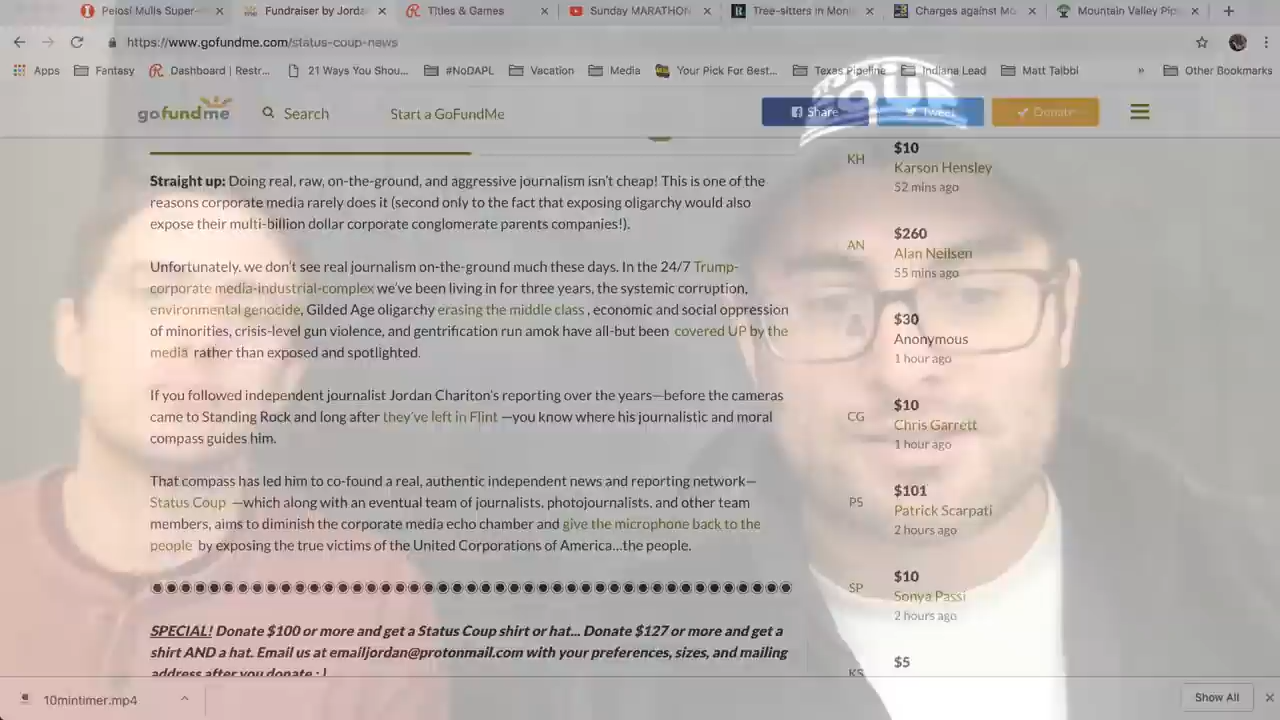 Pelosi Mulls Super-
Fundraiser by Jorda
Titles & Games
Sunday MARATHON
Tree-sitters in Mon
Charges against Mo
Mountain Valley Pip
https://www.gofundme.com/status-coup-news
Apps
Fantasy
Dashboard | Restr...
21 Ways You Shou...
#NoDAPL
Vacation
Media
Your Pick For Best...
Texas Pipeline
Indiana Lead
Matt Taibbi
»
Other Bookmarks
gofundme
Search
Start a GoFundMe
Share
Tweet
Donate
Straight up: Doing real, raw, on-the-ground, and aggressive journalism isn't cheap! This is one of the
reasons corporate media rarely does it (second only to the fact that exposing oligarchy would also
expose their multi-billion dollar corporate conglomerate parents companies!).
Unfortunately, we don't see real journalism on-the-ground much these days. In the 24/7 Trump-
corporate media-industrial-complex we've been living in for three years, the systemic corruption,
environmental genocide, Gilded Age oligarchy erasing the middle class , economic and social oppression
of minorities, crisis-level gun violence, and gentrification run amok have all-but been covered UP by the
media rather than exposed and spotlighted.
If you followed independent journalist Jordan Chariton's reporting over the years—before the cameras
came to Standing Rock and long after they've left in Flint —you know where his journalistic and moral
compass guides him.
That compass has led him to co-found a real, authentic independent news and reporting network—
Status Coup —which along with an eventual team of journalists, photojournalists, and other team
members, aims to diminish the corporate media echo chamber and give the microphone back to the
people by exposing the true victims of the United Corporations of America...the people.
SPECIAL! Donate $100 or more and get a Status Coup shirt or hat... Donate $127 or more and get a
shirt AND a hat. Email us at emailjordan@protonmail.com with your preferences, sizes, and mailing
address after you donate : )
KH
$10
Karson Hensley
52 mins ago
AN
$260
Alan Neilsen
55 mins ago
$30
Anonymous
1 hour ago
CG
$10
Chris Garrett
1 hour ago
PS
$101
Patrick Scarpati
2 hours ago
SP
$10
Sonya Passi
2 hours ago
KS
$5
10mintimer.mp4
Show All